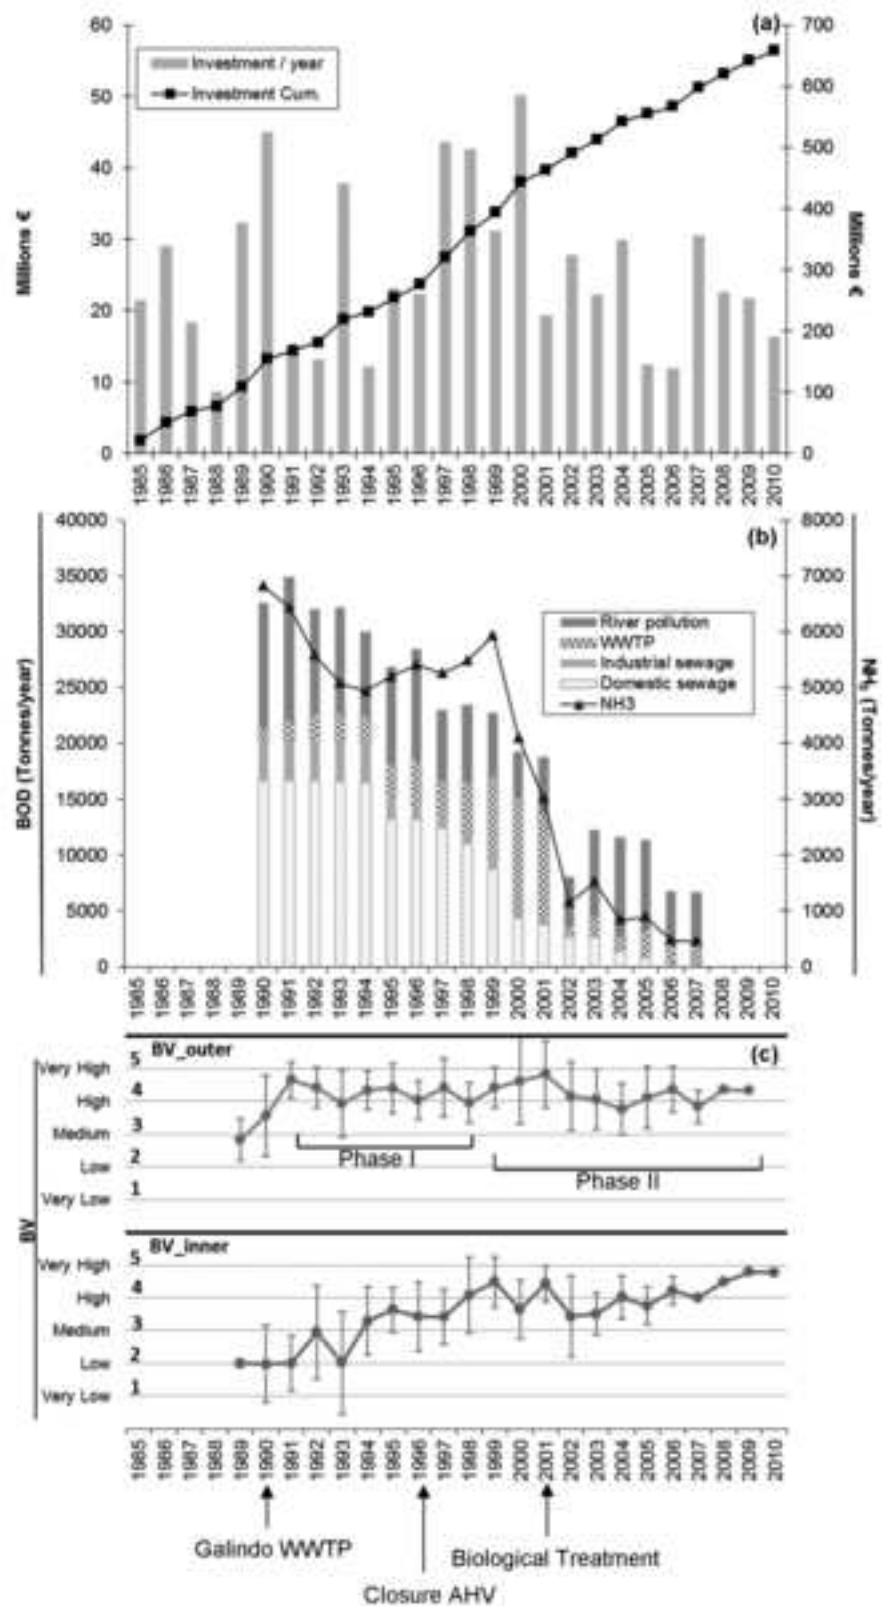 (a)
60
50
40
30
20
10
0
Millions €
Investment / year
Investment Cum.
700
600
500
400
300
200
100
0
Millions €
1985 1986 1987 1988 1989 1990 1991 1992 1993 1994 1995 1996 1997 1998 1999 2000 2001 2002 2003 2004 2005 2006 2007 2008 2009 2010
(b)
40000
35000
30000
25000
20000
15000
10000
5000
0
BOD (Tonnes/year)
River pollution
WWTP
Industrial sewage
Domestic sewage
NH3
8000
7000
6000
5000
4000
3000
2000
1000
0
NH₃ (Tonnes/year)
1985 1986 1987 1988 1989 1990 1991 1992 1993 1994 1995 1996 1997 1998 1999 2000 2001 2002 2003 2004 2005 2006 2007 2008 2009 2010
(c)
BV
BV_outer
Very High 5
High 4
Medium 3
Low 2
Very Low 1
Phase I
Phase II
BV_inner
Very High 5
High 4
Medium 3
Low 2
Very Low 1
1985 1986 1987 1988 1989 1990 1991 1992 1993 1994 1995 1996 1997 1998 1999 2000 2001 2002 2003 2004 2005 2006 2007 2008 2009 2010
Galindo WWTP
Biological Treatment
Closure AHV